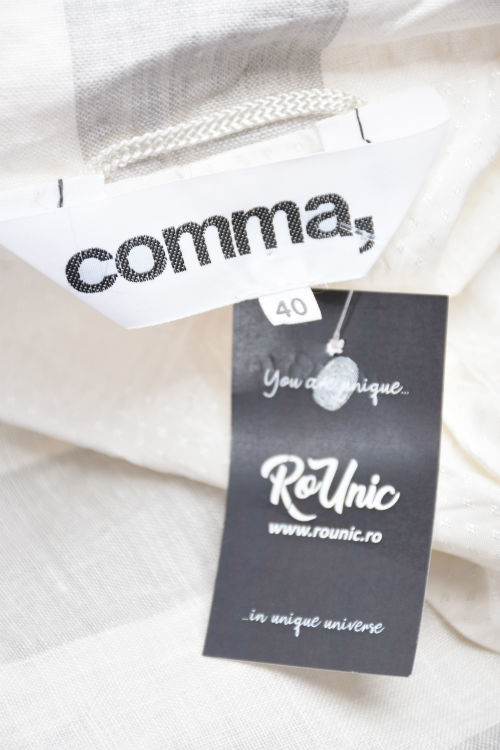 comma,
40
You are unique...
RoUnic
www.rounic.ro
...in unique universe